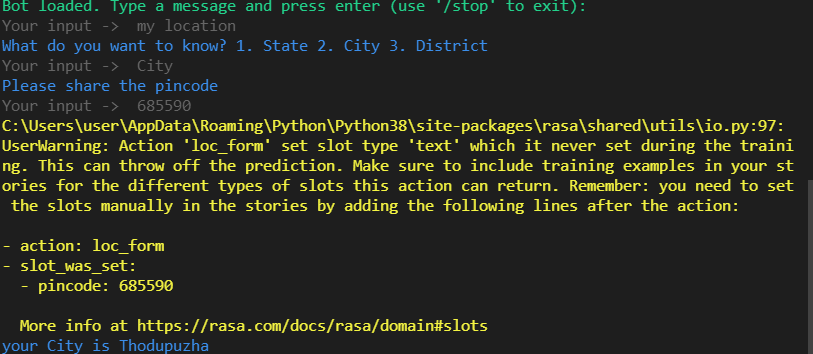 Bot loaded. Type a message and press enter (use '/stop' to exit):
Your input ->  my location
What do you want to know? 1. State 2. City 3. District
Your input ->  City
Please share the pincode
Your input ->  685590
C:\Users\user\AppData\Roaming\Python\Python38\site-packages\rasa\shared\utils\io.py:97:
UserWarning: Action 'loc_form' set slot type 'text' which it never set during the traini
ng. This can throw off the prediction. Make sure to include training examples in your st
ories for the different types of slots this action can return. Remember: you need to set
 the slots manually in the stories by adding the following lines after the action:

- action: loc_form
- slot_was_set:
  - pincode: 685590

  More info at https://rasa.com/docs/rasa/domain#slots
your City is Thodupuzha